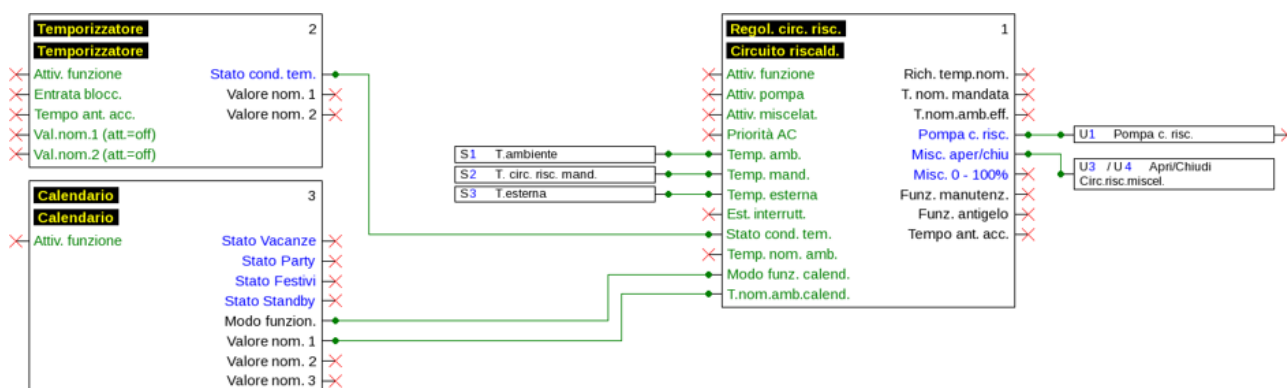 Temporizzatore 2
Temporizzatore
Attiv. funzione Stato cond. tem.
Entrata blocc. Valore nom. 1
Tempo ant. acc. Valore nom. 2
Val.nom.1 (att.=off)
Val.nom.2 (att.=off)
Calendario 3
Calendario
Attiv. funzione Stato Vacanze
Stato Party
Stato Festivi
Stato Standby
Modo funzion.
Valore nom. 1
Valore nom. 2
Valore nom. 3
S1 T.ambiente
S2 T. circ. risc. mand.
S3 T.esterna
Regol. circ. risc. 1
Circuito riscald.
Attiv. funzione Rich. temp.nom.
Attiv. pompa T. nom. mandata
Attiv. miscelat. T.nom.amb.eff.
Priorità AC Pompa c. risc.
Temp. amb. Misc. aper/chiu
Temp. mand. Misc. 0 - 100%
Temp. esterna Funz. manutenz.
Est. interrutt. Funz. antigelo
Stato cond. tem. Tempo ant. acc.
Temp. nom. amb.
Modo funz. calend.
T.nom.amb.calend.
U1 Pompa c. risc.
U3 / U 4 Apri/Chiudi
Circ.risc.miscel.